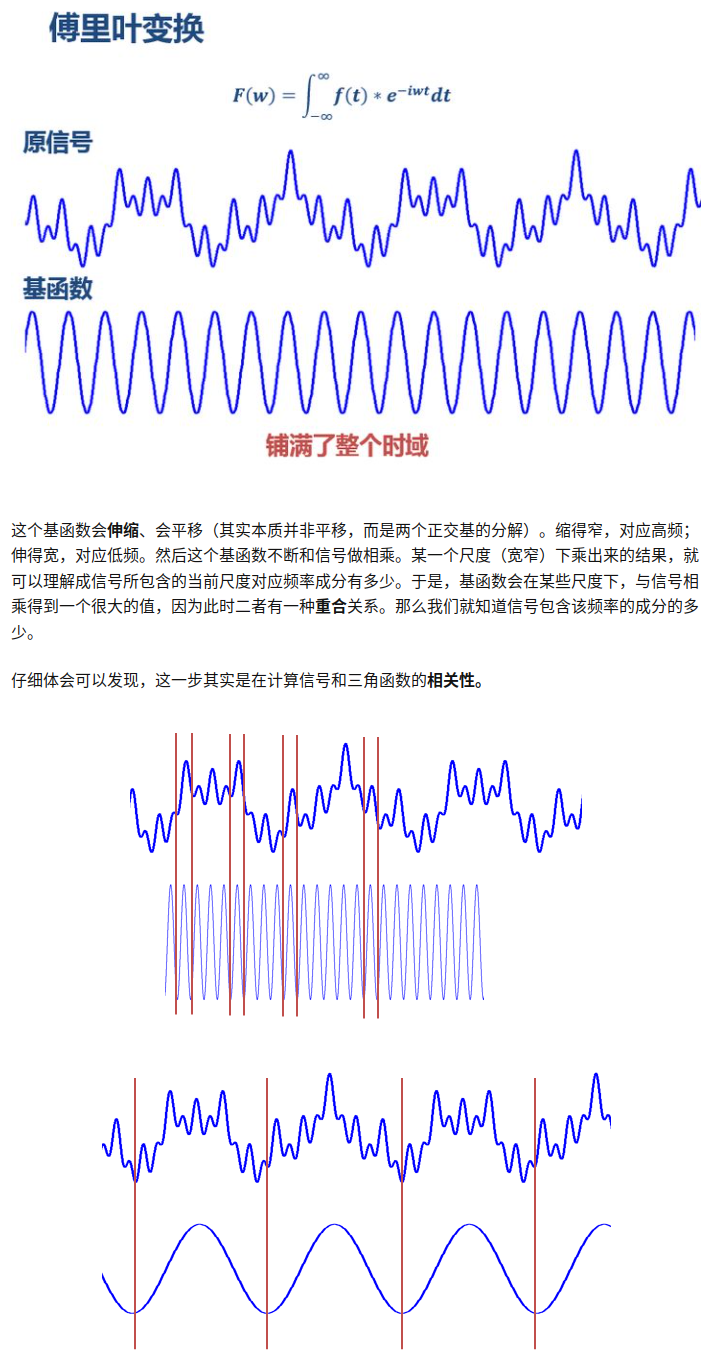 傅里叶变换
F(w) = ∫_{-∞}^{∞} f(t) * e^{-iwt} dt
原信号
基函数
铺满了整个时域
这个基函数会伸缩、会平移（其实本质并非平移，而是两个正交基的分解）。缩得窄，对应高频；
伸得宽，对应低频。然后这个基函数不断和信号做相乘。某一个尺度（宽窄）下乘出来的结果，就
可以理解成信号所包含的当前尺度对应频率成分有多少。于是，基函数会在某些尺度下，与信号相
乘得到一个很大的值，因为此时二者有一种重合关系。那么我们就知道信号包含该频率的成分的多
少。
仔细体会可以发现，这一步其实是在计算信号和三角函数的相关性。